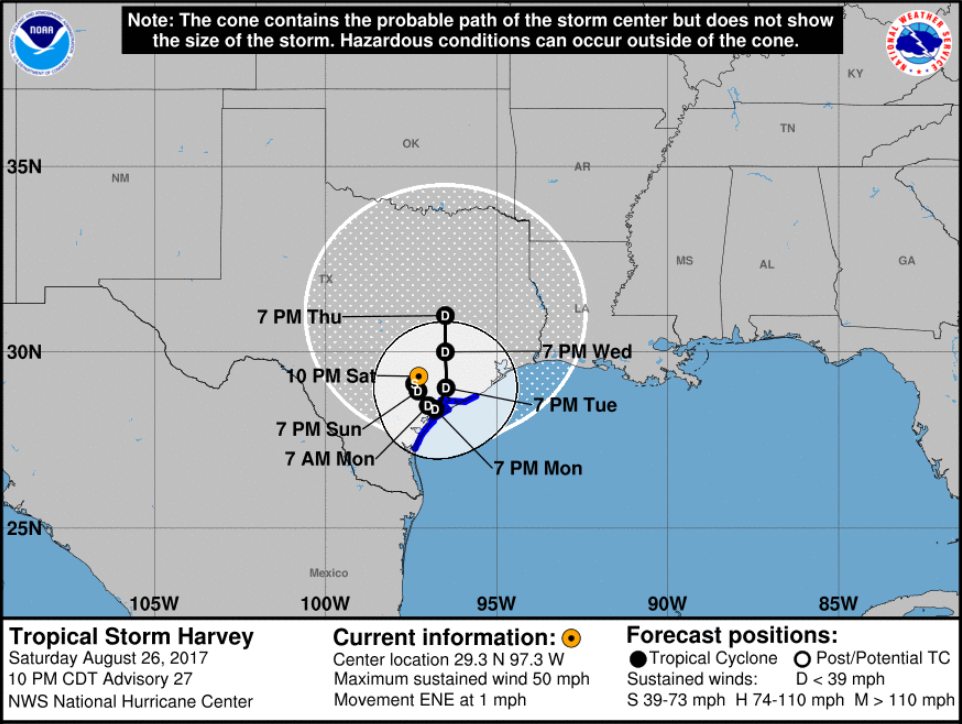 Note: The cone contains the probable path of the storm center but does not show
the size of the storm. Hazardous conditions can occur outside of the cone.
NOAA
NATIONAL WEATHER SERVICE
KY
TN
OK
AR
35N
NM
MS
AL
GA
TX
LA
7 PM Thu
D
30N
D
7 PM Wed
10 PM Sat
S
D
D
7 PM Tue
D
D
7 PM Sun
7 AM Mon
7 PM Mon
25N
Mexico
105W
100W
95W
90W
85W
Tropical Storm Harvey
Saturday August 26, 2017
10 PM CDT Advisory 27
NWS National Hurricane Center
Current information:
Center location 29.3 N 97.3 W
Maximum sustained wind 50 mph
Movement ENE at 1 mph
Forecast positions:
Tropical Cyclone Post/Potential TC
Sustained winds: D < 39 mph
S 39-73 mph H 74-110 mph M > 110 mph